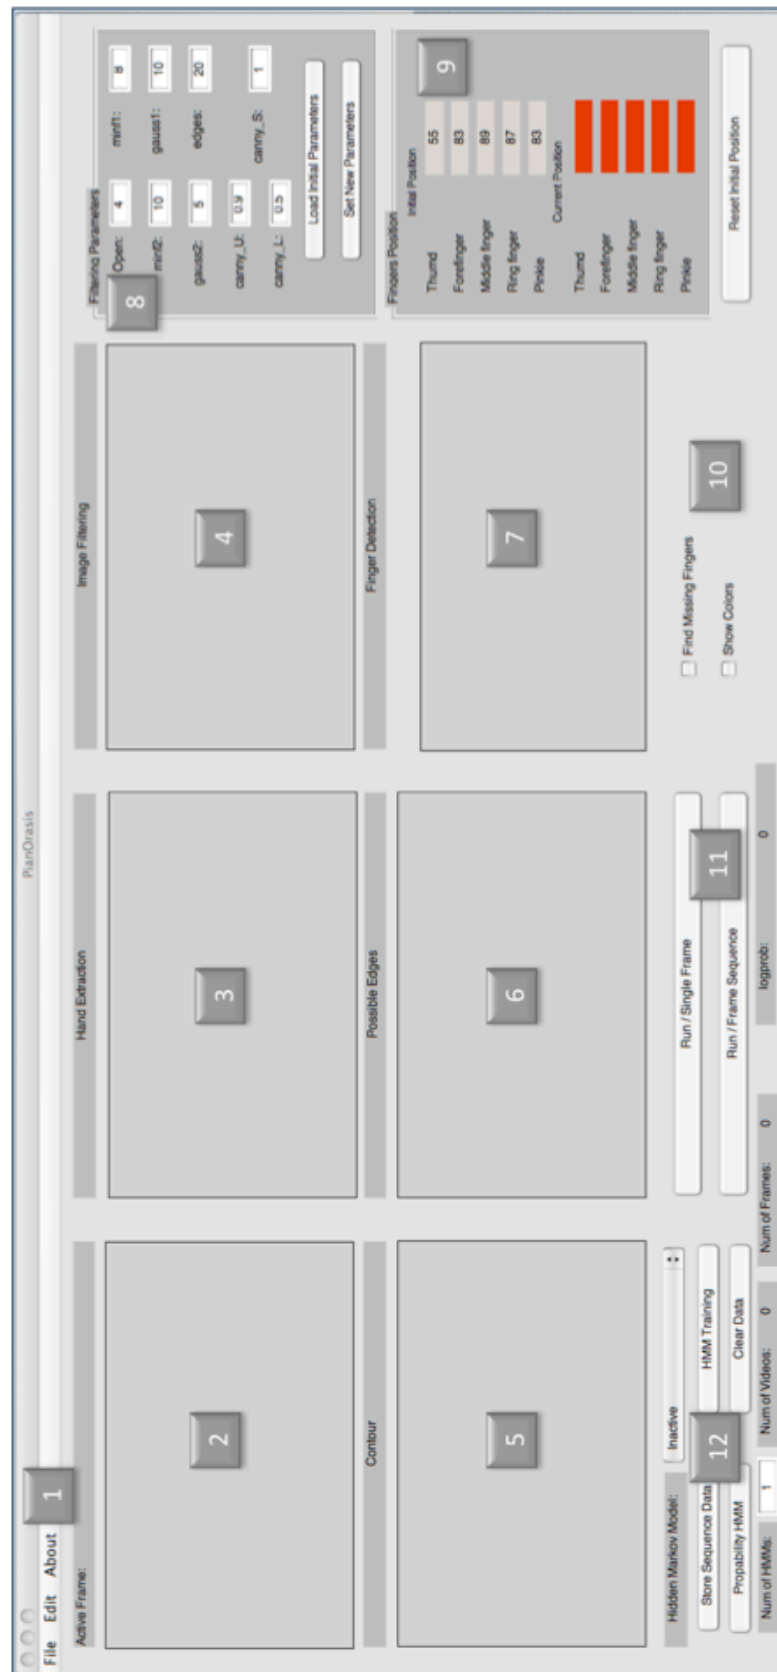 PianOrasis
File Edit About
1
Active Frame:
2
Hand Extraction
3
Image Filtering
4
Contour
5
Possible Edges
6
Finger Detection
7
Filtering Parameters
8
Open: 4 minf1: 8
minf2: 10 gauss1: 10
gauss2: 5 edges: 20
canny_U: 0.9
canny_L: 0.5 canny_S: 1
Load Initial Parameters
Set New Parameters
Fingers Position
9
Initial Position
Thumd 55
Forefinger 83
Middle finger 89
Ring finger 87
Pinkie 83
Current Position
Thumd
Forefinger
Middle finger
Ring finger
Pinkie
Reset Initial Position
Hidden Markov Model: Inactive
Store Sequence Data HMM Training
12
Propability HMM Clear Data
Num of HMMs: 1 Num of Videos: 0 Num of Frames: 0 logprob: 0
Run / Single Frame
11
Run / Frame Sequence
Find Missing Fingers
10
Show Colors